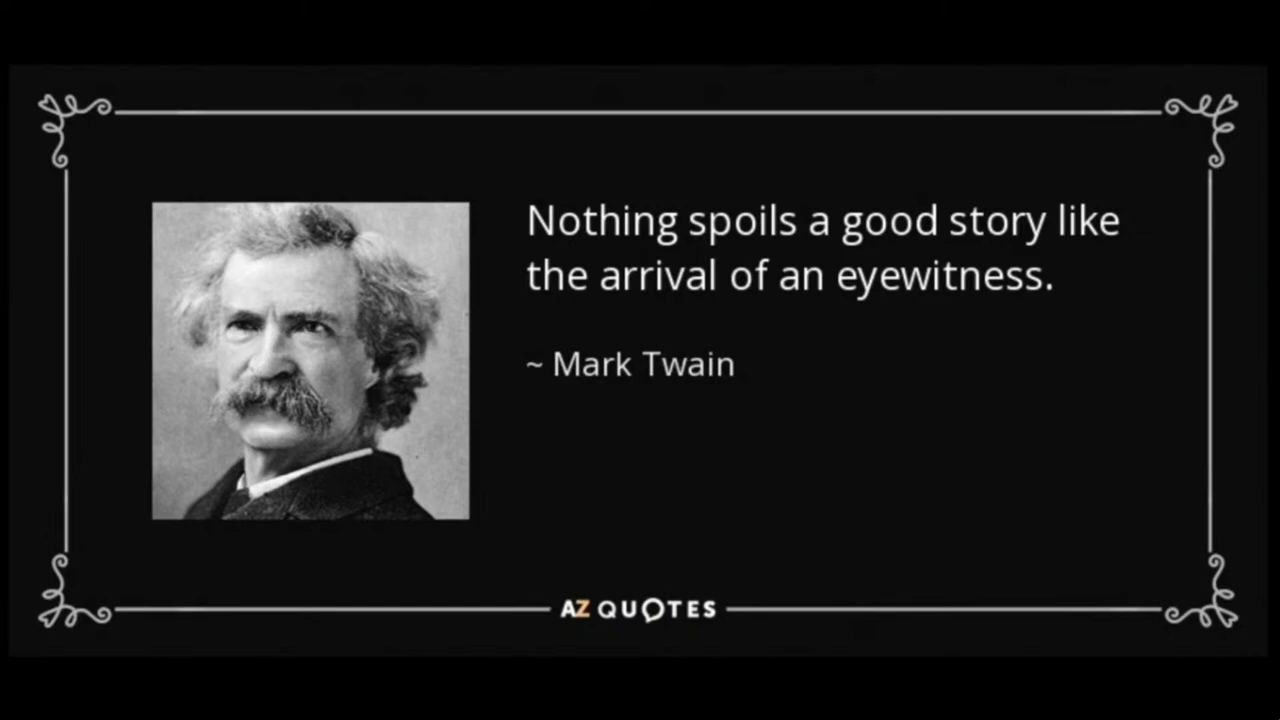 Nothing spoils a good story like
the arrival of an eyewitness.
~ Mark Twain
AZ QUOTES